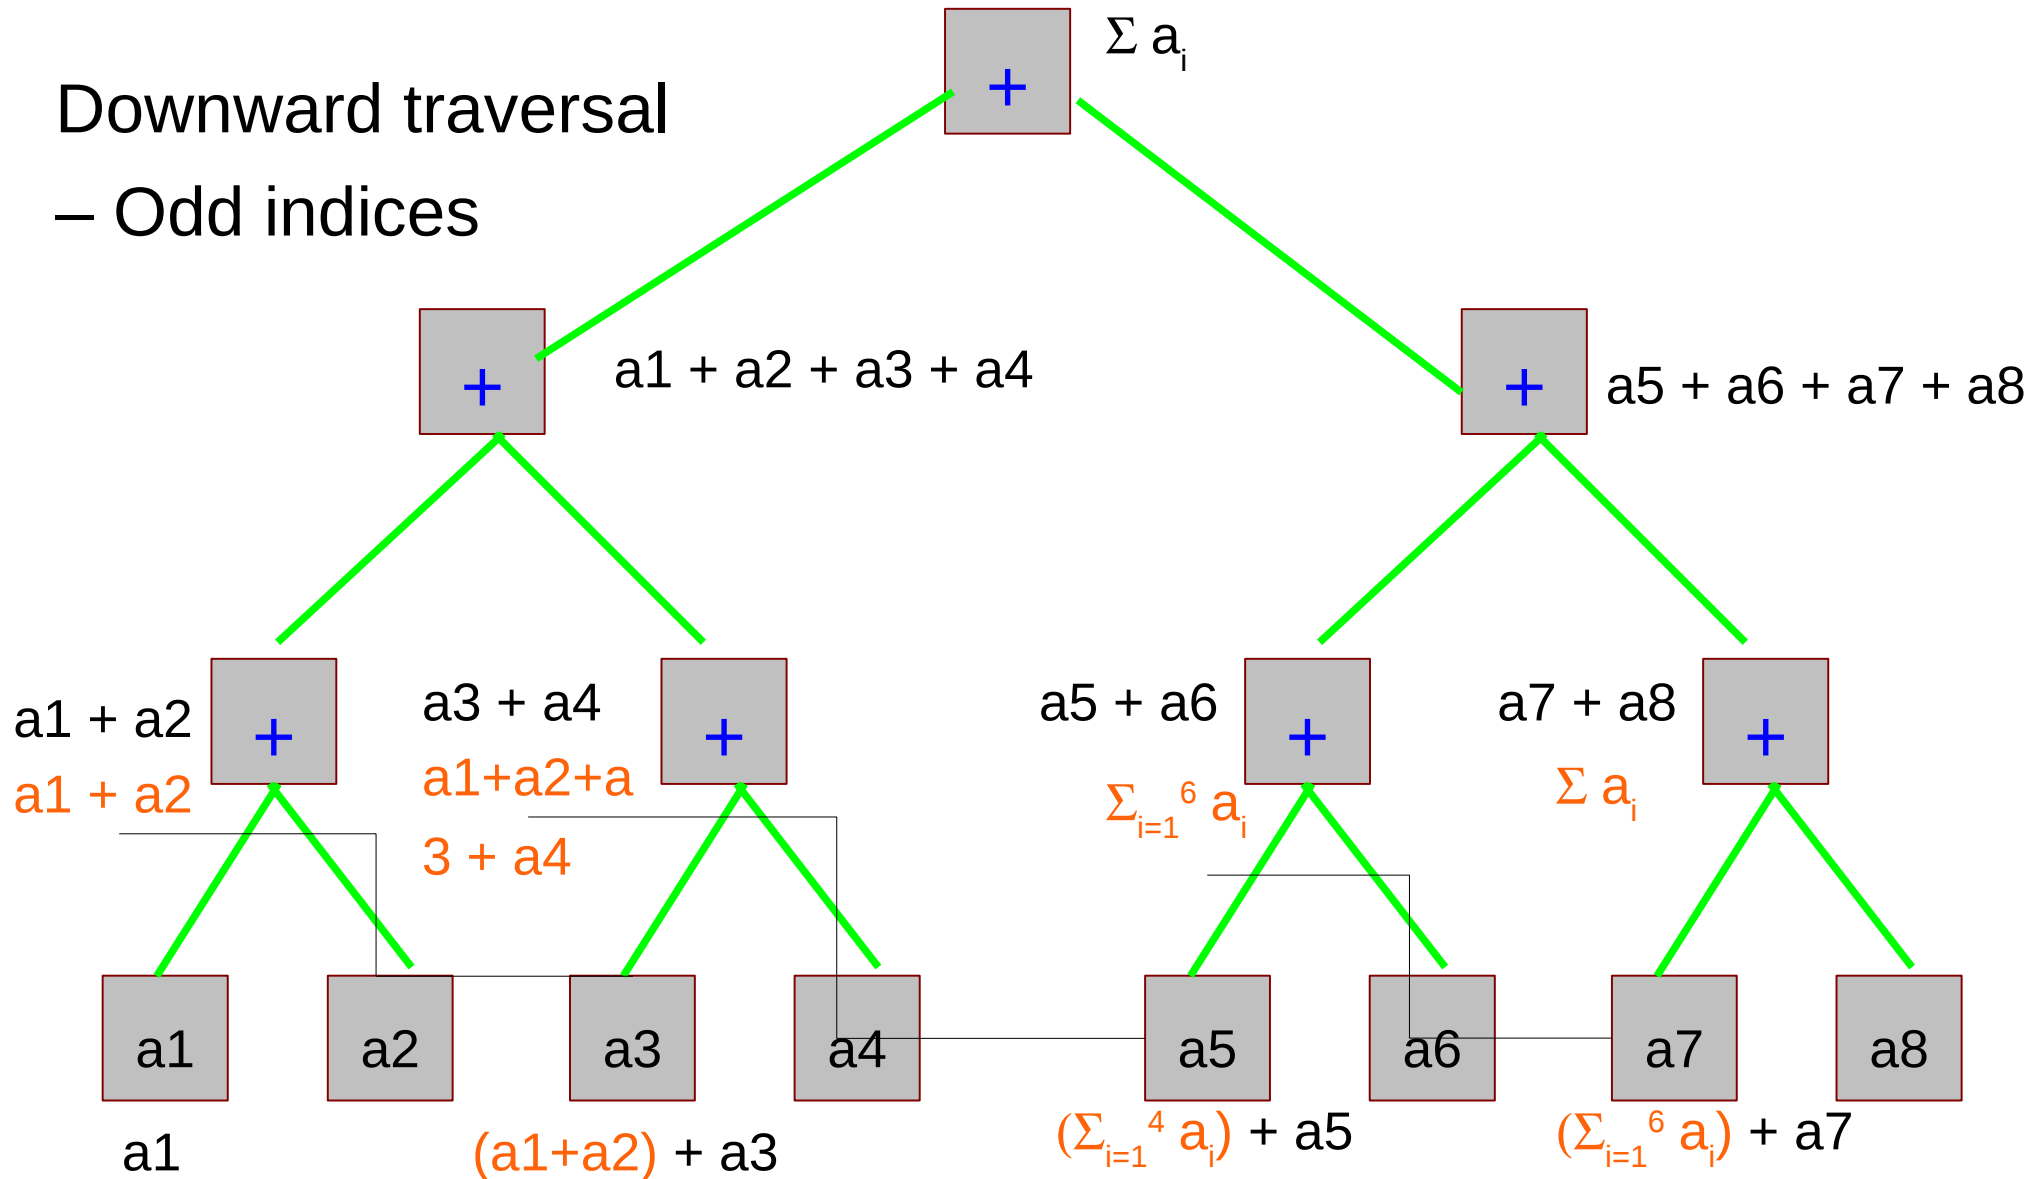 Σ aᵢ
+
Downward traversal
– Odd indices
a1 + a2 + a3 + a4
+
+
a5 + a6 + a7 + a8
a1 + a2
a1 + a2
+
a3 + a4
a1+a2+a
3 + a4
+
a5 + a6
Σᵢ₌₁⁶ aᵢ
+
a7 + a8
Σ aᵢ
+
a1 a2 a3 a4 a5 a6 a7 a8
a1
(a1+a2) + a3
(Σᵢ₌₁⁴ aᵢ) + a5
(Σᵢ₌₁⁶ aᵢ) + a7